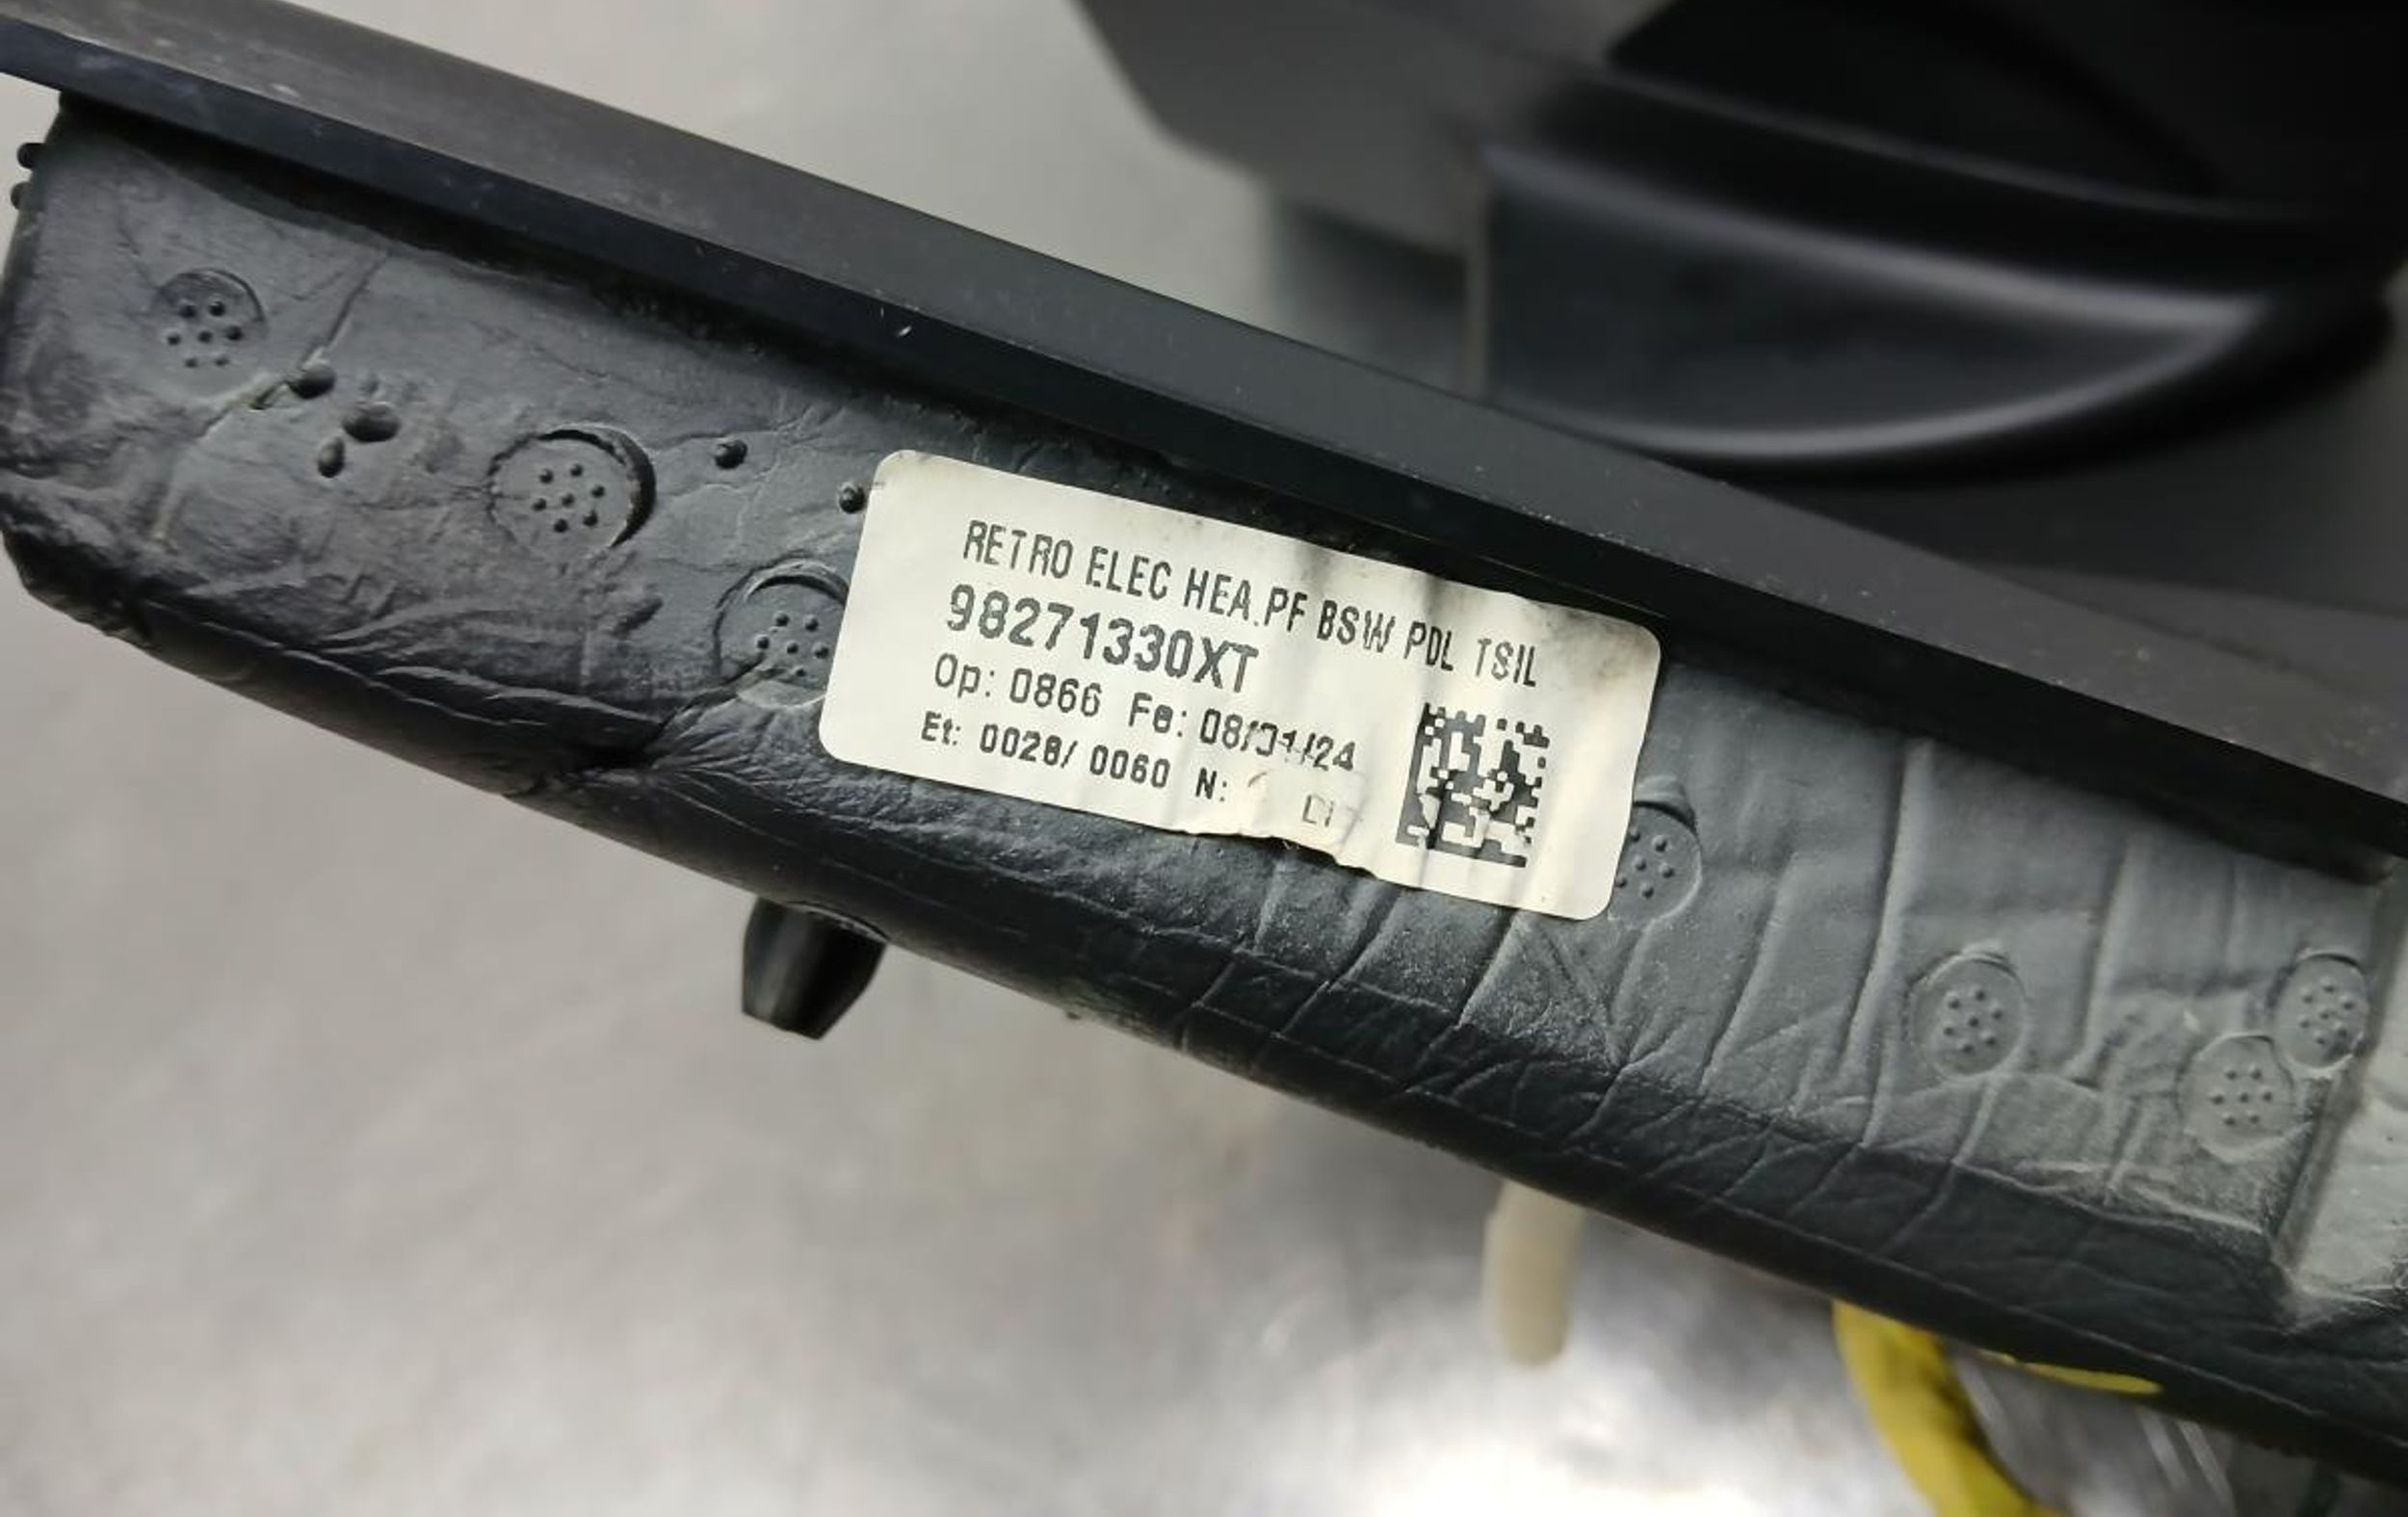 RETRO ELEC HEA.PF BSW PDL TSIL
98271330XT
Op: 0866 Fe: 08/01/24
Et: 0028/ 0060 N: